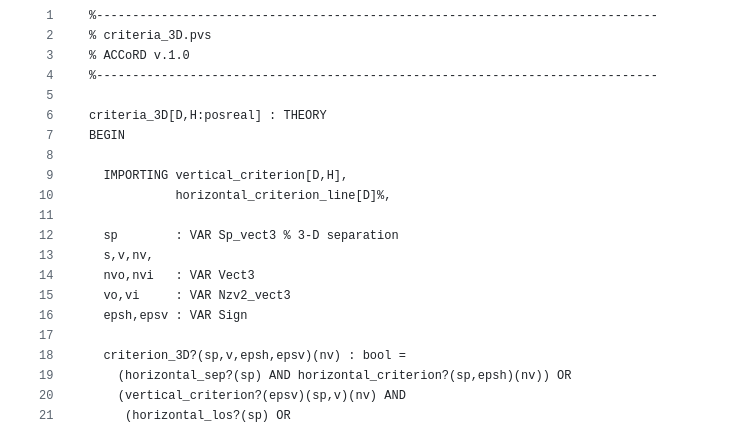 1 %------------------------------------------------------------------------------
2 % criteria_3D.pvs
3 % ACCoRD v.1.0
4 %------------------------------------------------------------------------------
5
6 criteria_3D[D,H:posreal] : THEORY
7 BEGIN
8
9   IMPORTING vertical_criterion[D,H],
10             horizontal_criterion_line[D]%,
11
12   sp        : VAR Sp_vect3 % 3-D separation
13   s,v,nv,
14   nvo,nvi   : VAR Vect3
15   vo,vi     : VAR Nzv2_vect3
16   epsh,epsv : VAR Sign
17
18   criterion_3D?(sp,v,epsh,epsv)(nv) : bool =
19     (horizontal_sep?(sp) AND horizontal_criterion?(sp,epsh)(nv)) OR
20     (vertical_criterion?(epsv)(sp,v)(nv) AND
21      (horizontal_los?(sp) OR